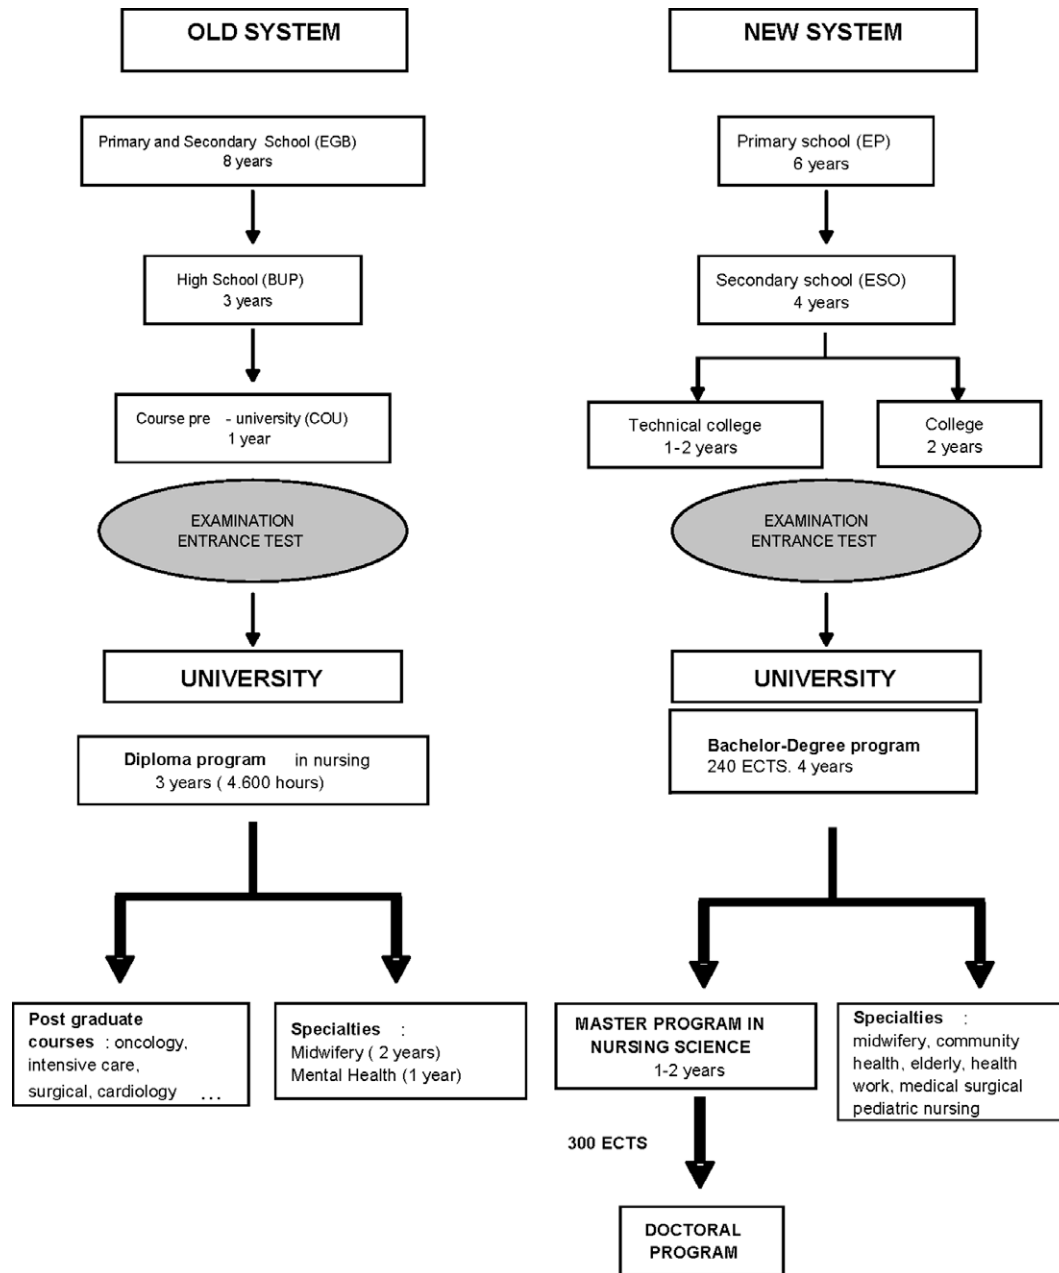 OLD SYSTEM
Primary and Secondary School (EGB)
8 years
High School (BUP)
3 years
Course pre - university (COU)
1 year
EXAMINATION
ENTRANCE TEST
UNIVERSITY
Diploma program in nursing
3 years ( 4.600 hours)
Post graduate
courses : oncology,
intensive care,
surgical, cardiology ...
Specialties :
Midwifery ( 2 years)
Mental Health (1 year)
NEW SYSTEM
Primary school (EP)
6 years
Secondary school (ESO)
4 years
Technical college
1-2 years
College
2 years
EXAMINATION
ENTRANCE TEST
UNIVERSITY
Bachelor-Degree program
240 ECTS. 4 years
MASTER PROGRAM IN
NURSING SCIENCE
1-2 years
Specialties :
midwifery, community
health, elderly, health
work, medical surgical
pediatric nursing
300 ECTS
DOCTORAL
PROGRAM